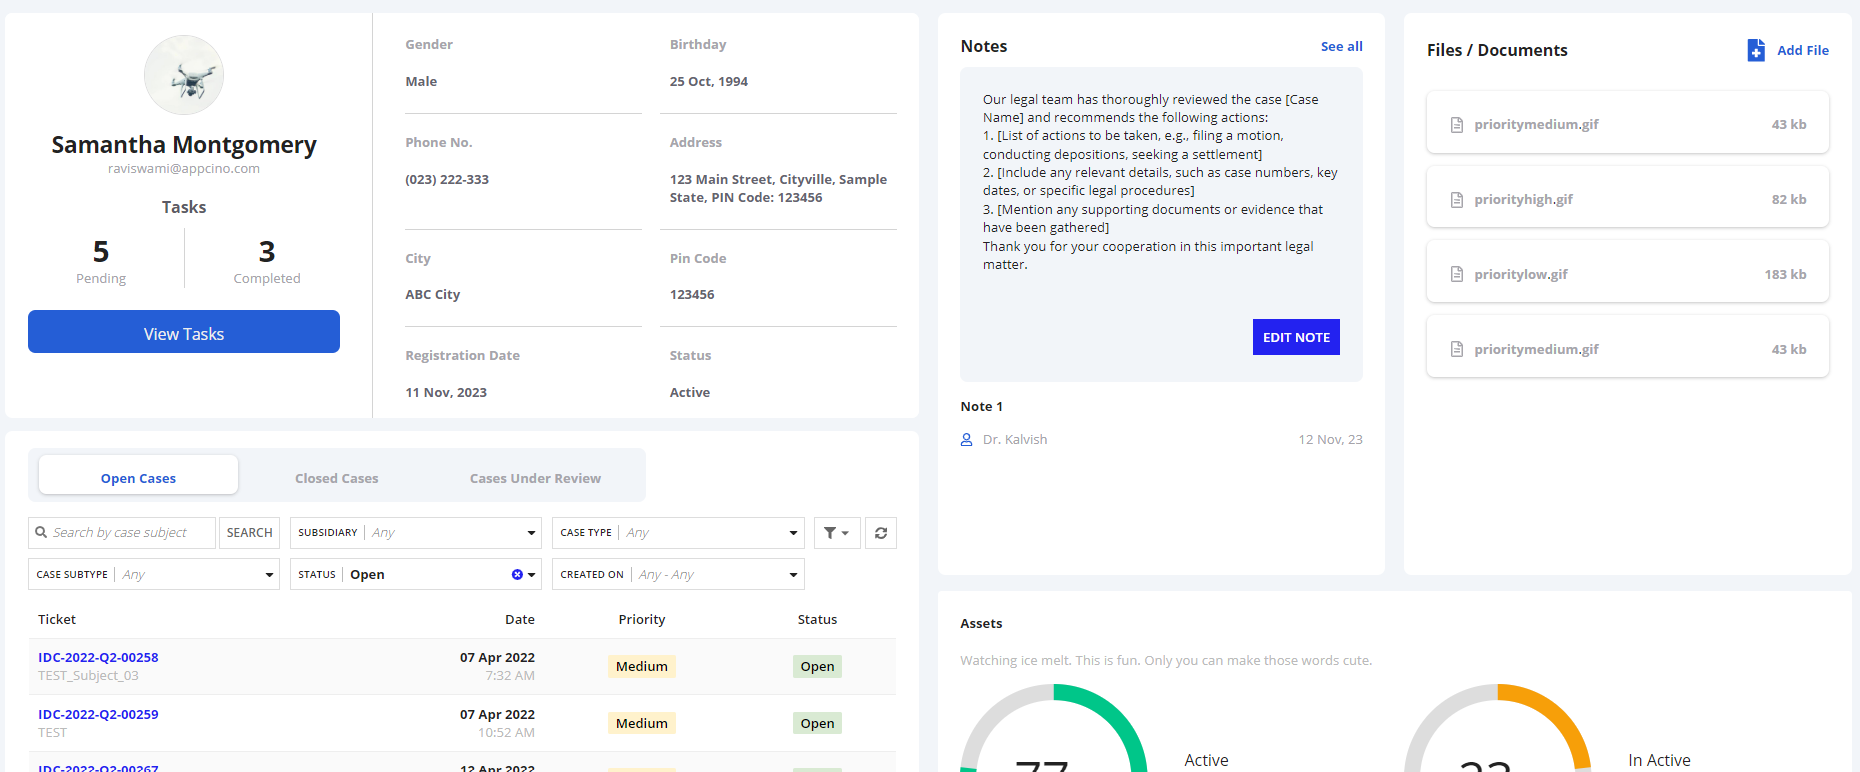 Samantha Montgomery
raviswami@appcino.com
Tasks
5
Pending
3
Completed
View Tasks
Gender
Male
Birthday
25 Oct, 1994
Phone No.
(023) 222-333
Address
123 Main Street, Cityville, Sample
State, PIN Code: 123456
City
ABC City
Pin Code
123456
Registration Date
11 Nov, 2023
Status
Active
Notes
See all
Our legal team has thoroughly reviewed the case [Case
Name] and recommends the following actions:
1. [List of actions to be taken, e.g., filing a motion,
conducting depositions, seeking a settlement]
2. [Include any relevant details, such as case numbers, key
dates, or specific legal procedures]
3. [Mention any supporting documents or evidence that
have been gathered]
Thank you for your cooperation in this important legal
matter.
EDIT NOTE
Note 1
Dr. Kalvish
12 Nov, 23
Files / Documents
Add File
prioritymedium.gif
43 kb
priorityhigh.gif
82 kb
prioritylow.gif
183 kb
prioritymedium.gif
43 kb
Open Cases
Closed Cases
Cases Under Review
Search by case subject
SEARCH
SUBSIDIARY Any
CASE TYPE Any
CASE SUBTYPE Any
STATUS Open
CREATED ON Any - Any
Ticket Date Priority Status
IDC-2022-Q2-00258 07 Apr 2022 Medium Open
TEST_Subject_03 7:32 AM
IDC-2022-Q2-00259 07 Apr 2022 Medium Open
TEST 10:52 AM
IDC-2022-Q2-00267 12 Apr 2022
Assets
Watching ice melt. This is fun. Only you can make those words cute.
77
Active
In Active